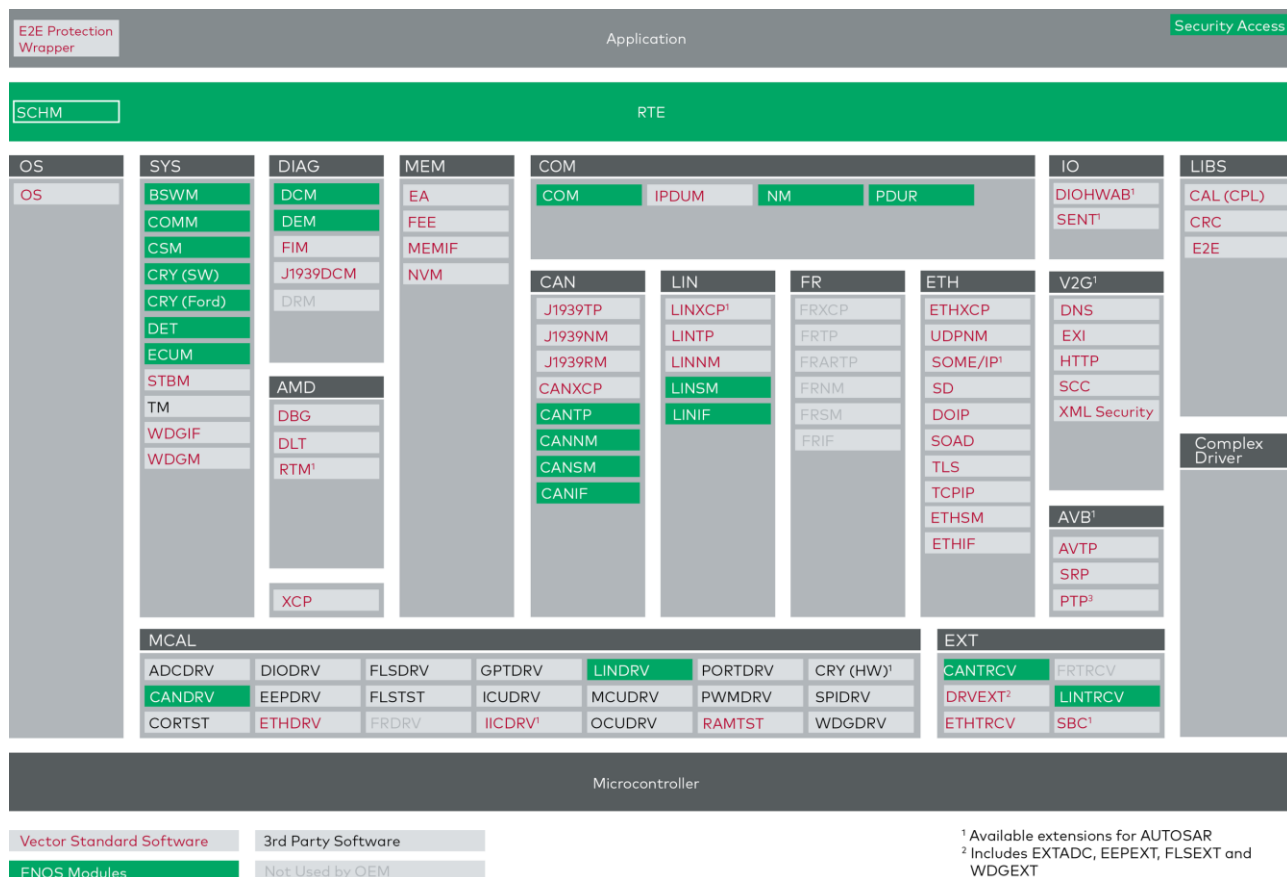 E2E Protection
Wrapper
Application
Security Access
SCHM
RTE
OS
OS
SYS
BSWM
COMM
CSM
CRY (SW)
CRY (Ford)
DET
ECUM
STBM
TM
WDGIF
WDGM
DIAG
DCM
DEM
FIM
J1939DCM
DRM
AMD
DBG
DLT
RTM¹
XCP
MEM
EA
FEE
MEMIF
NVM
COM
COM IPDUM NM PDUR
CAN
J1939TP
J1939NM
J1939RM
CANXCP
CANTP
CANNM
CANSM
CANIF
LIN
LINXCP¹
LINTP
LINNM
LINSM
LINIF
FR
FRXCP
FRTP
FRARTP
FRNM
FRSM
FRIF
ETH
ETHXCP
UDPNM
SOME/IP¹
SD
DOIP
SOAD
TLS
TCPIP
ETHSM
ETHIF
IO
DIOHWAB¹
SENT¹
V2G¹
DNS
EXI
HTTP
SCC
XML Security
AVB¹
AVTP
SRP
PTP³
LIBS
CAL (CPL)
CRC
E2E
Complex
Driver
MCAL
ADCDRV DIODRV FLSDRV GPTDRV LINDRV PORTDRV CRY (HW)¹
CANDRV EEPDRV FLSTST ICUDRV MCUDRV PWMDRV SPIDRV
CORTST ETHDRV FRDRV IICDRV¹ OCUDRV RAMTST WDGDRV
EXT
CANTRCV FRTRCV
DRVEXT² LINTRCV
ETHTRCV SBC¹
Microcontroller
Vector Standard Software
3rd Party Software
FNOS Modules
Not Used by OEM
¹ Available extensions for AUTOSAR
² Includes EXTADC, EEPEXT, FLSEXT and
WDGEXT